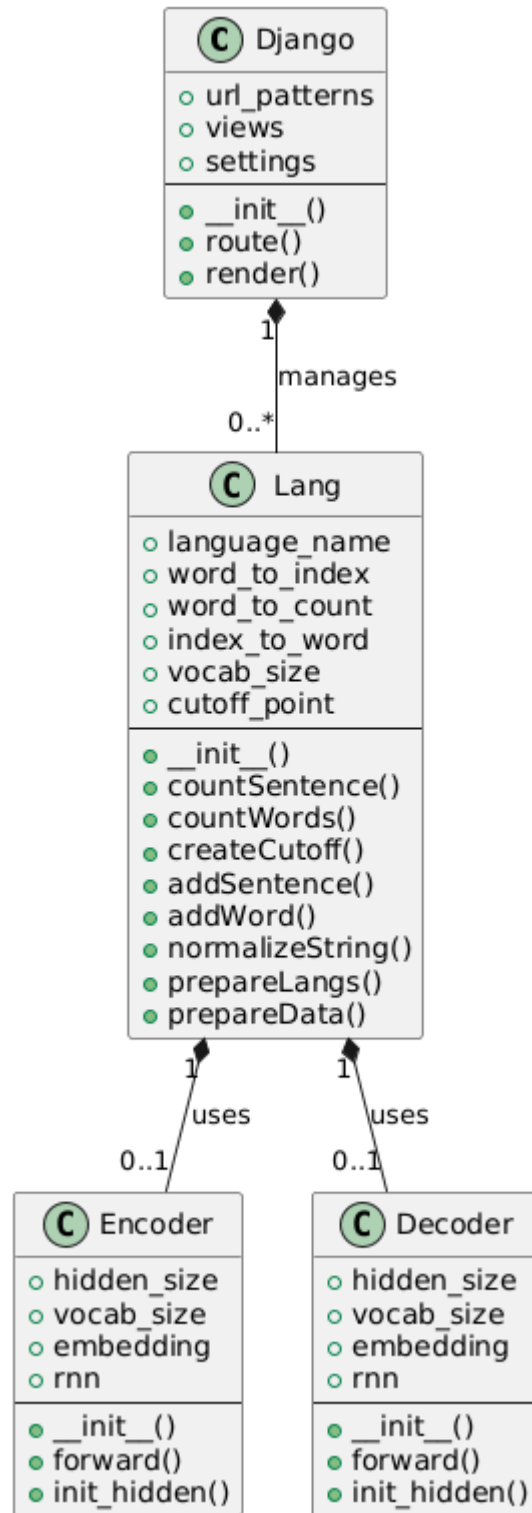 C Django
url_patterns
views
settings
__init__()
route()
render()
1
manages
0..*
C Lang
language_name
word_to_index
word_to_count
index_to_word
vocab_size
cutoff_point
__init__()
countSentence()
countWords()
createCutoff()
addSentence()
addWord()
normalizeString()
prepareLangs()
prepareData()
1 1
uses uses
0..1 0..1
C Encoder
hidden_size
vocab_size
embedding
rnn
__init__()
forward()
init_hidden()
C Decoder
hidden_size
vocab_size
embedding
rnn
__init__()
forward()
init_hidden()